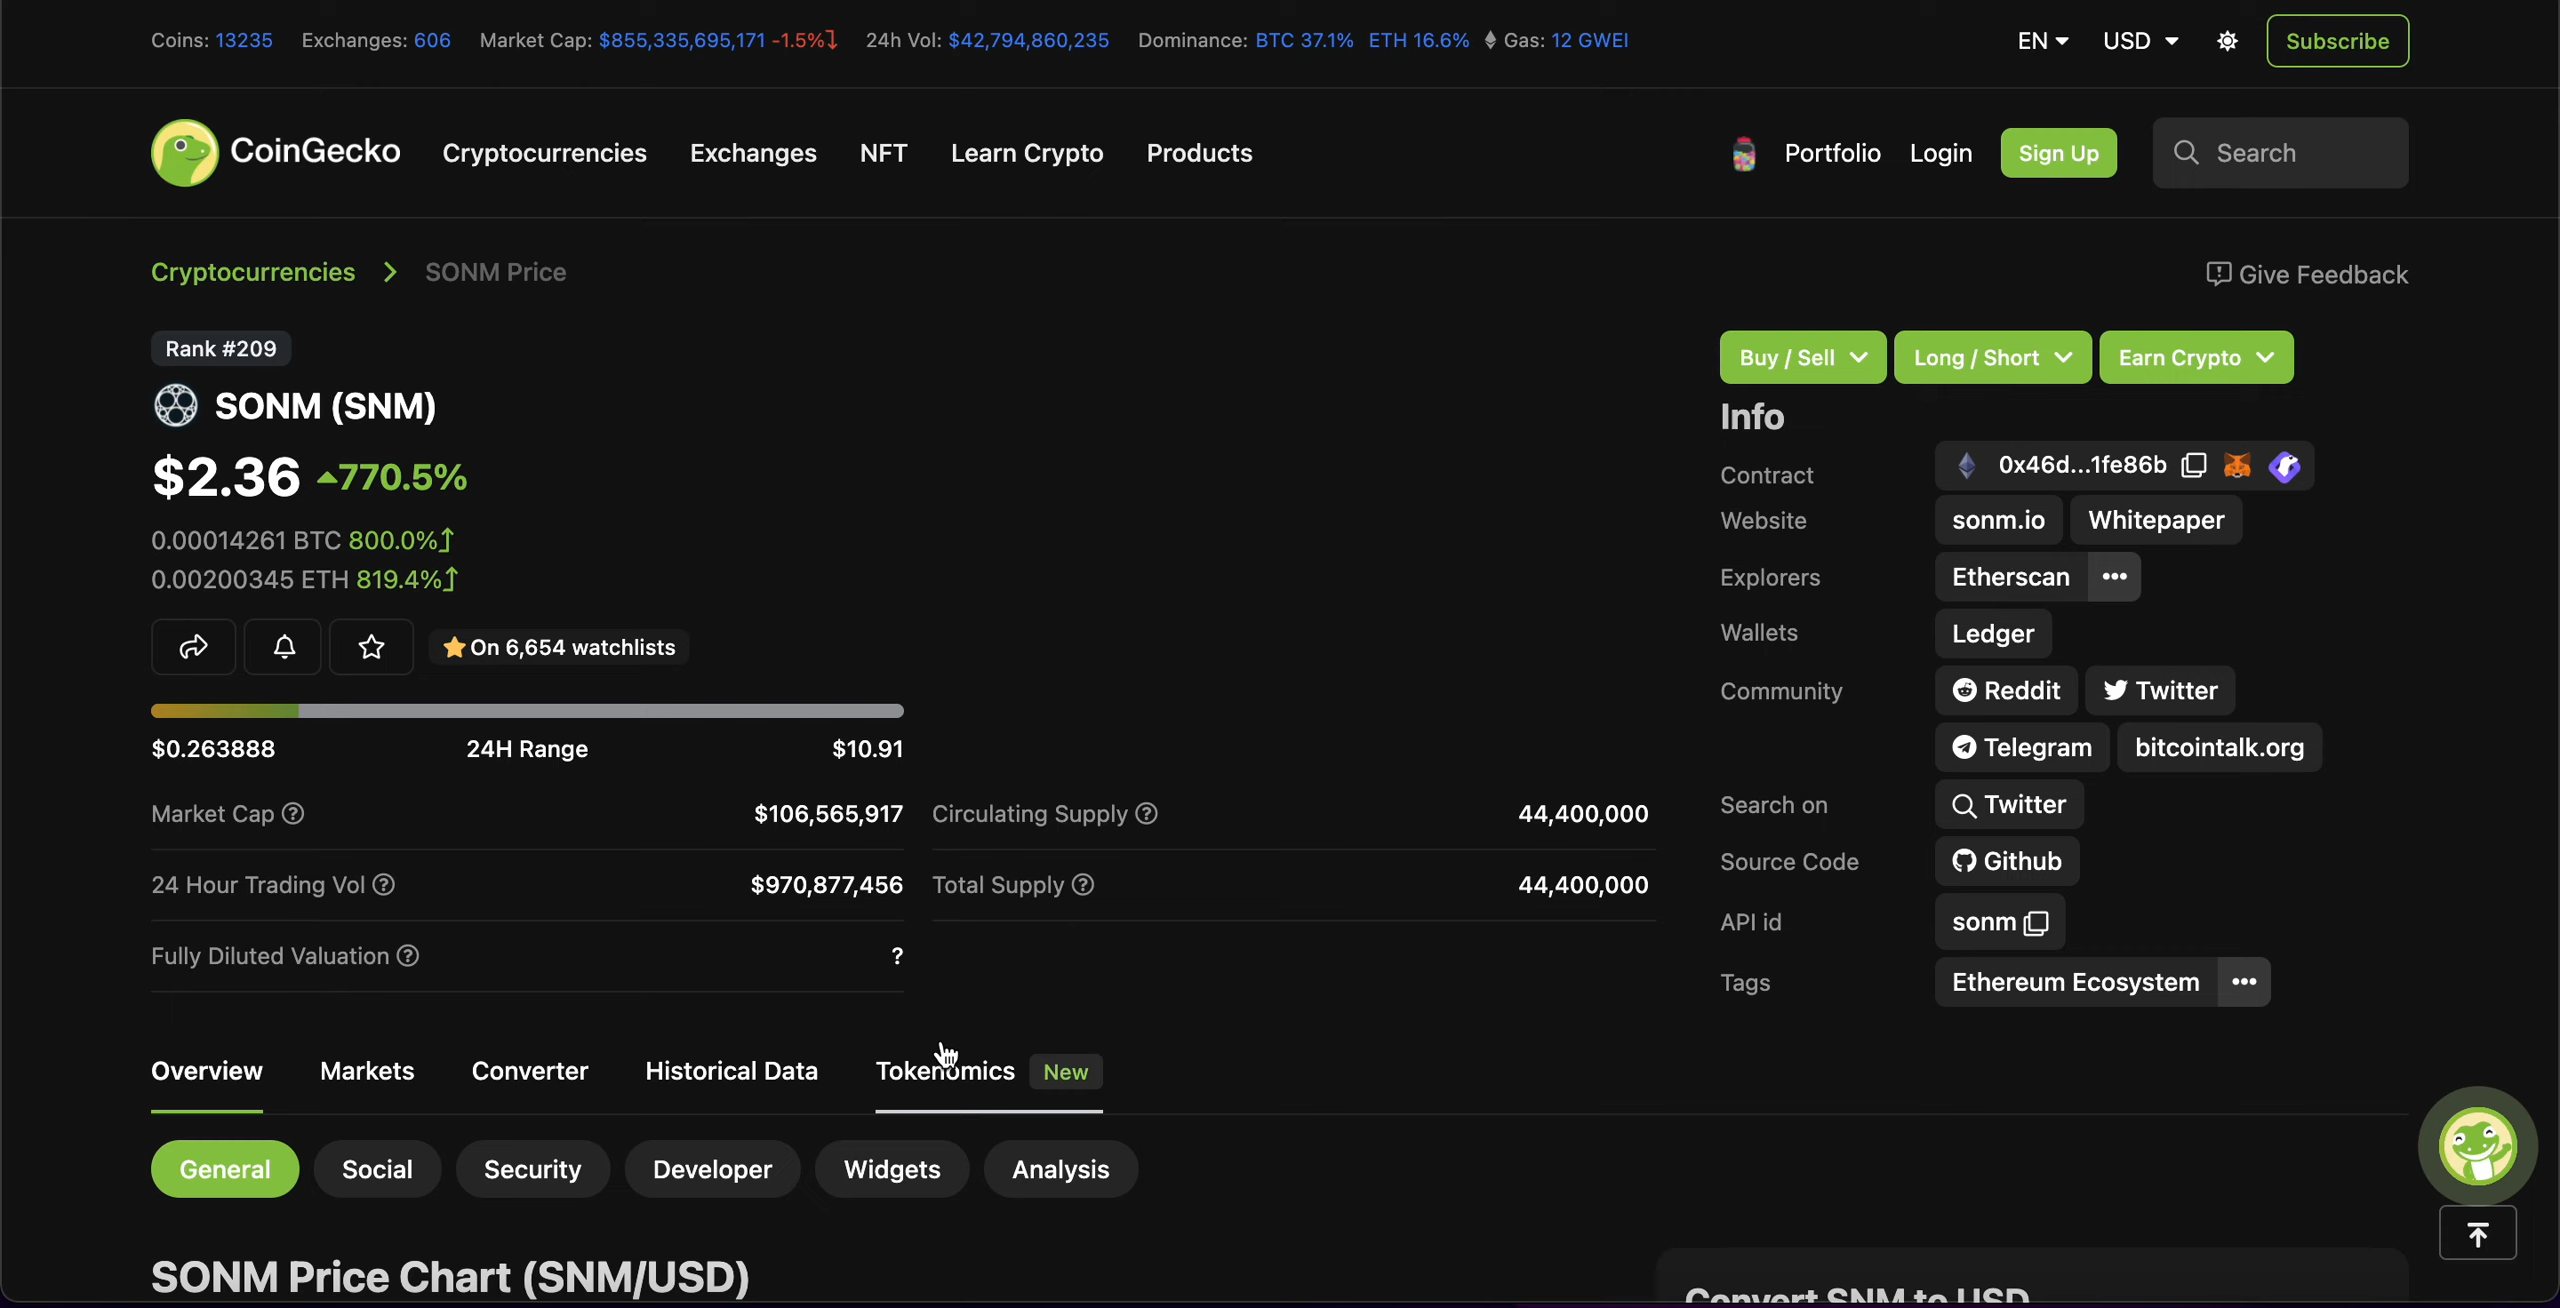 Coins: 13235 Exchanges: 606 Market Cap: $855,335,695,171 -1.5% 24h Vol: $42,794,860,235 Dominance: BTC 37.1% ETH 16.6% Gas: 12 GWEI EN USD Subscribe
CoinGecko Cryptocurrencies Exchanges NFT Learn Crypto Products Portfolio Login Sign Up Search
Cryptocurrencies > SONM Price Give Feedback
Rank #209
SONM (SNM)
$2.36 770.5%
0.00014261 BTC 800.0%
0.00200345 ETH 819.4%
On 6,654 watchlists
$0.263888 24H Range $10.91
Market Cap ? $106,565,917 Circulating Supply ? 44,400,000
24 Hour Trading Vol ? $970,877,456 Total Supply ? 44,400,000
Fully Diluted Valuation ? ?
Buy / Sell Long / Short Earn Crypto
Info
Contract 0x46d...1fe86b
Website sonm.io Whitepaper
Explorers Etherscan •••
Wallets Ledger
Community Reddit Twitter
Telegram bitcointalk.org
Search on Twitter
Source Code Github
API id sonm
Tags Ethereum Ecosystem •••
Overview Markets Converter Historical Data Tokenomics New
General Social Security Developer Widgets Analysis
SONM Price Chart (SNM/USD)
Convert SNM to USD